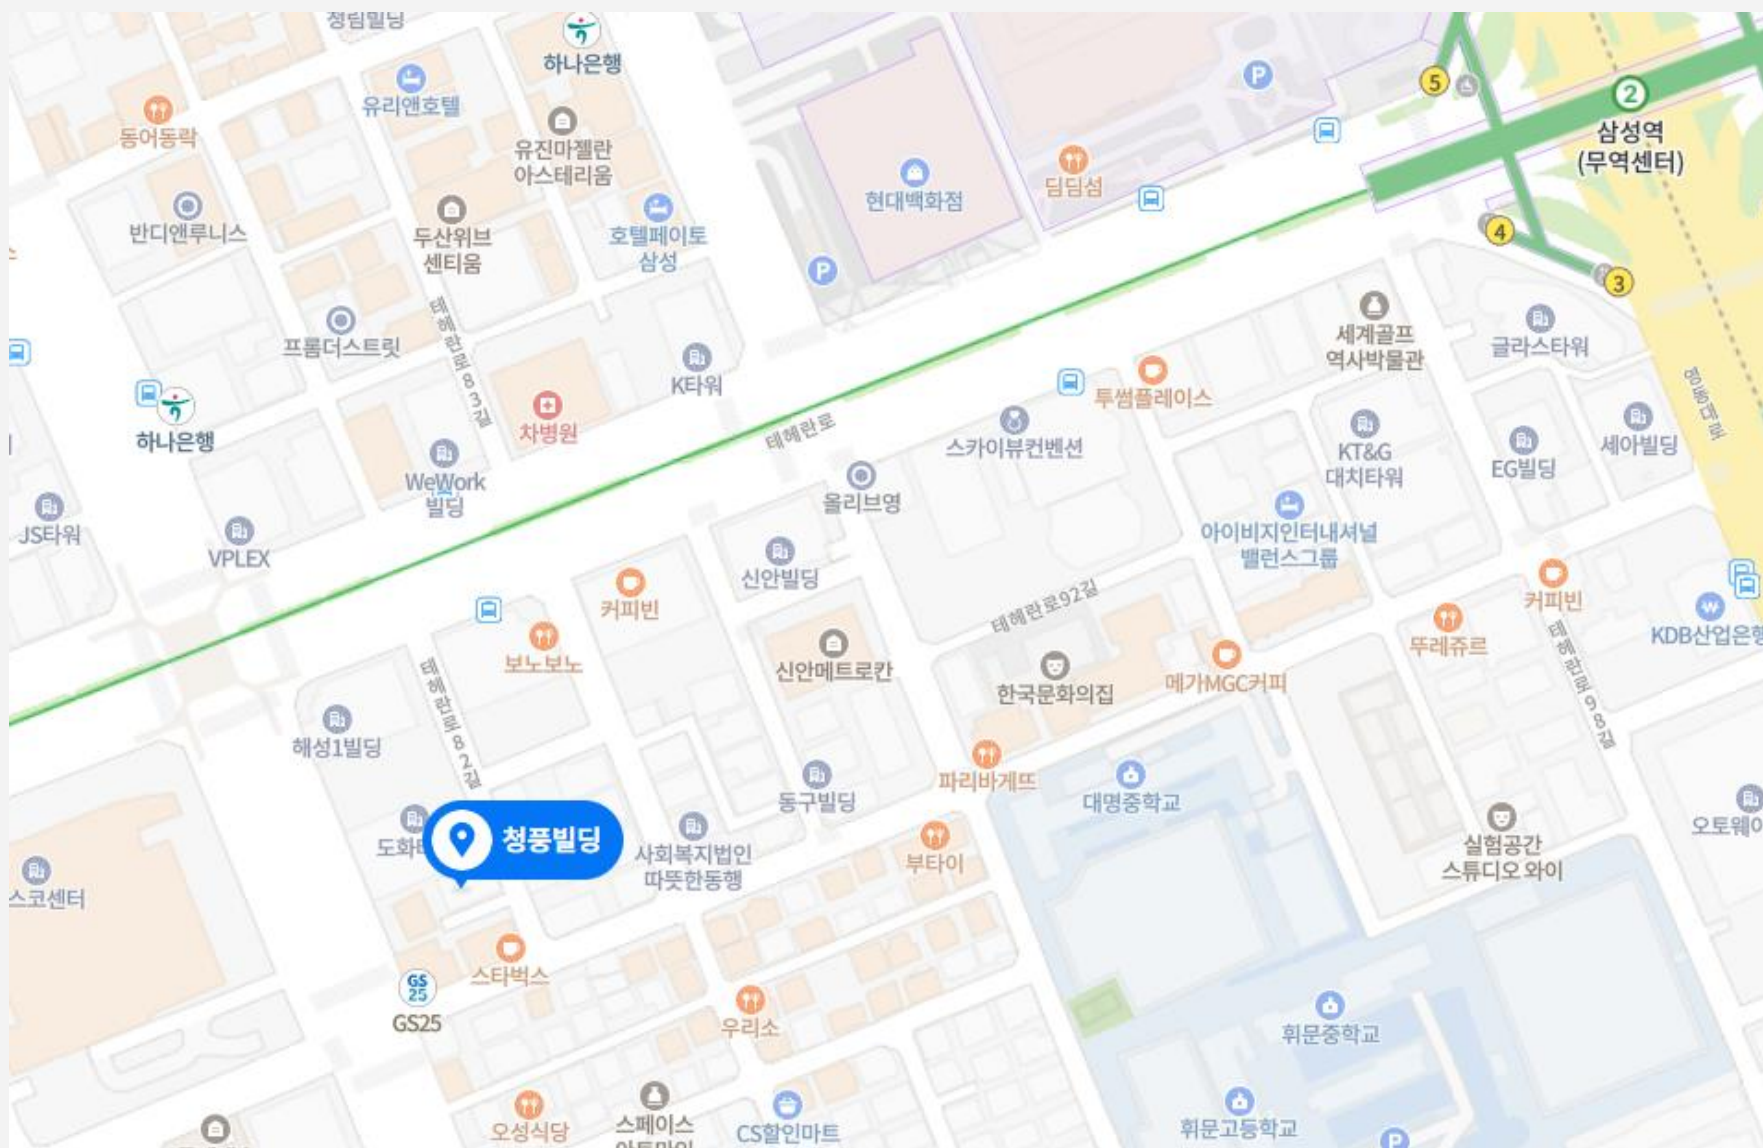 청림빌딩
하나은행
유리앤호텔
동어동락
유진마젤란
아스테리움
현대백화점
딤딤섬
P
5
2
삼성역
(무역센터)
반디앤루니스
두산위브
센티움
호텔페이토
삼성
P
4
3
프롬더스트릿
테헤란로83길
K타워
세계골프
역사박물관
글라스타워
영동대로
하나은행
차병원
테헤란로
투썸플레이스
스카이뷰컨벤션
KT&G
대치타워
EG빌딩
세아빌딩
WeWork
빌딩
올리브영
JS타워
VPLEX
신안빌딩
아이비지인터내셔널
밸런스그룹
커피빈
테헤란로92길
커피빈
KDB산업은행
뚜레쥬르
보노보노
신안메트로칸
한국문화의집
메가MGC커피
테헤란로98길
테헤란로82길
해성1빌딩
동구빌딩
파리바게뜨
대명중학교
청풍빌딩
사회복지법인
따뜻한동행
부타이
실험공간
스튜디오 와이
오토웨이
스코센터
스타벅스
GS
25
GS25
우리소
휘문중학교
오성식당
스페이스
CS할인마트
휘문고등학교
P